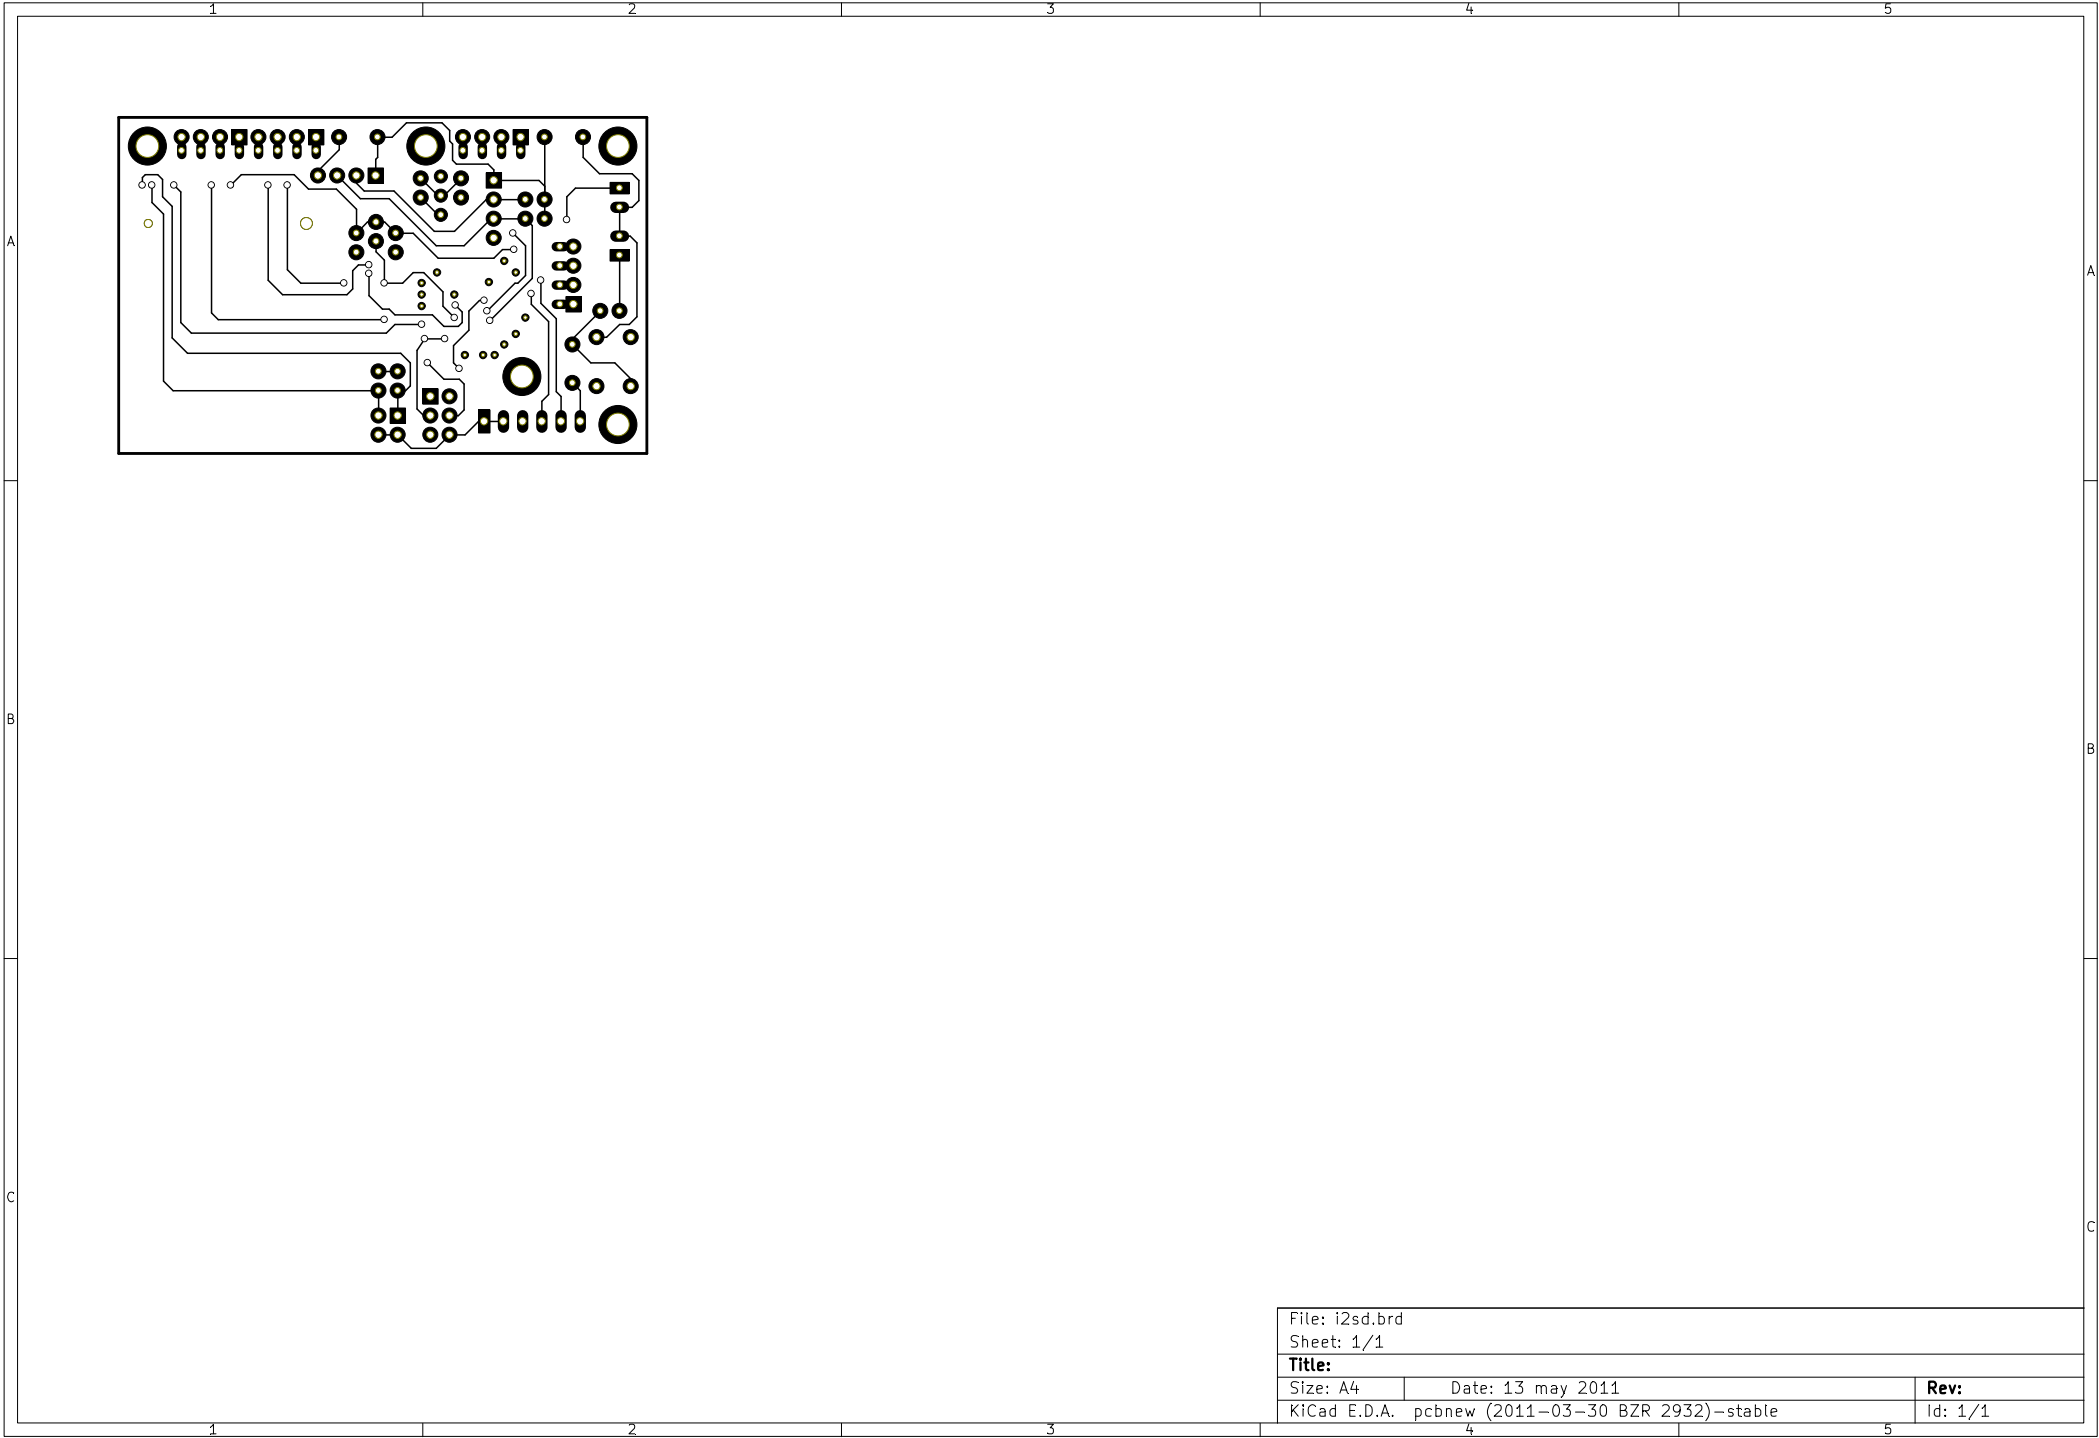 1 2 3 4 5
A A
B B
C C
File: i2sd.brd
Sheet: 1/1
Title:
Size: A4 Date: 13 may 2011 Rev:
KiCad E.D.A. pcbnew (2011-03-30 BZR 2932)-stable Id: 1/1
1 2 3 4 5